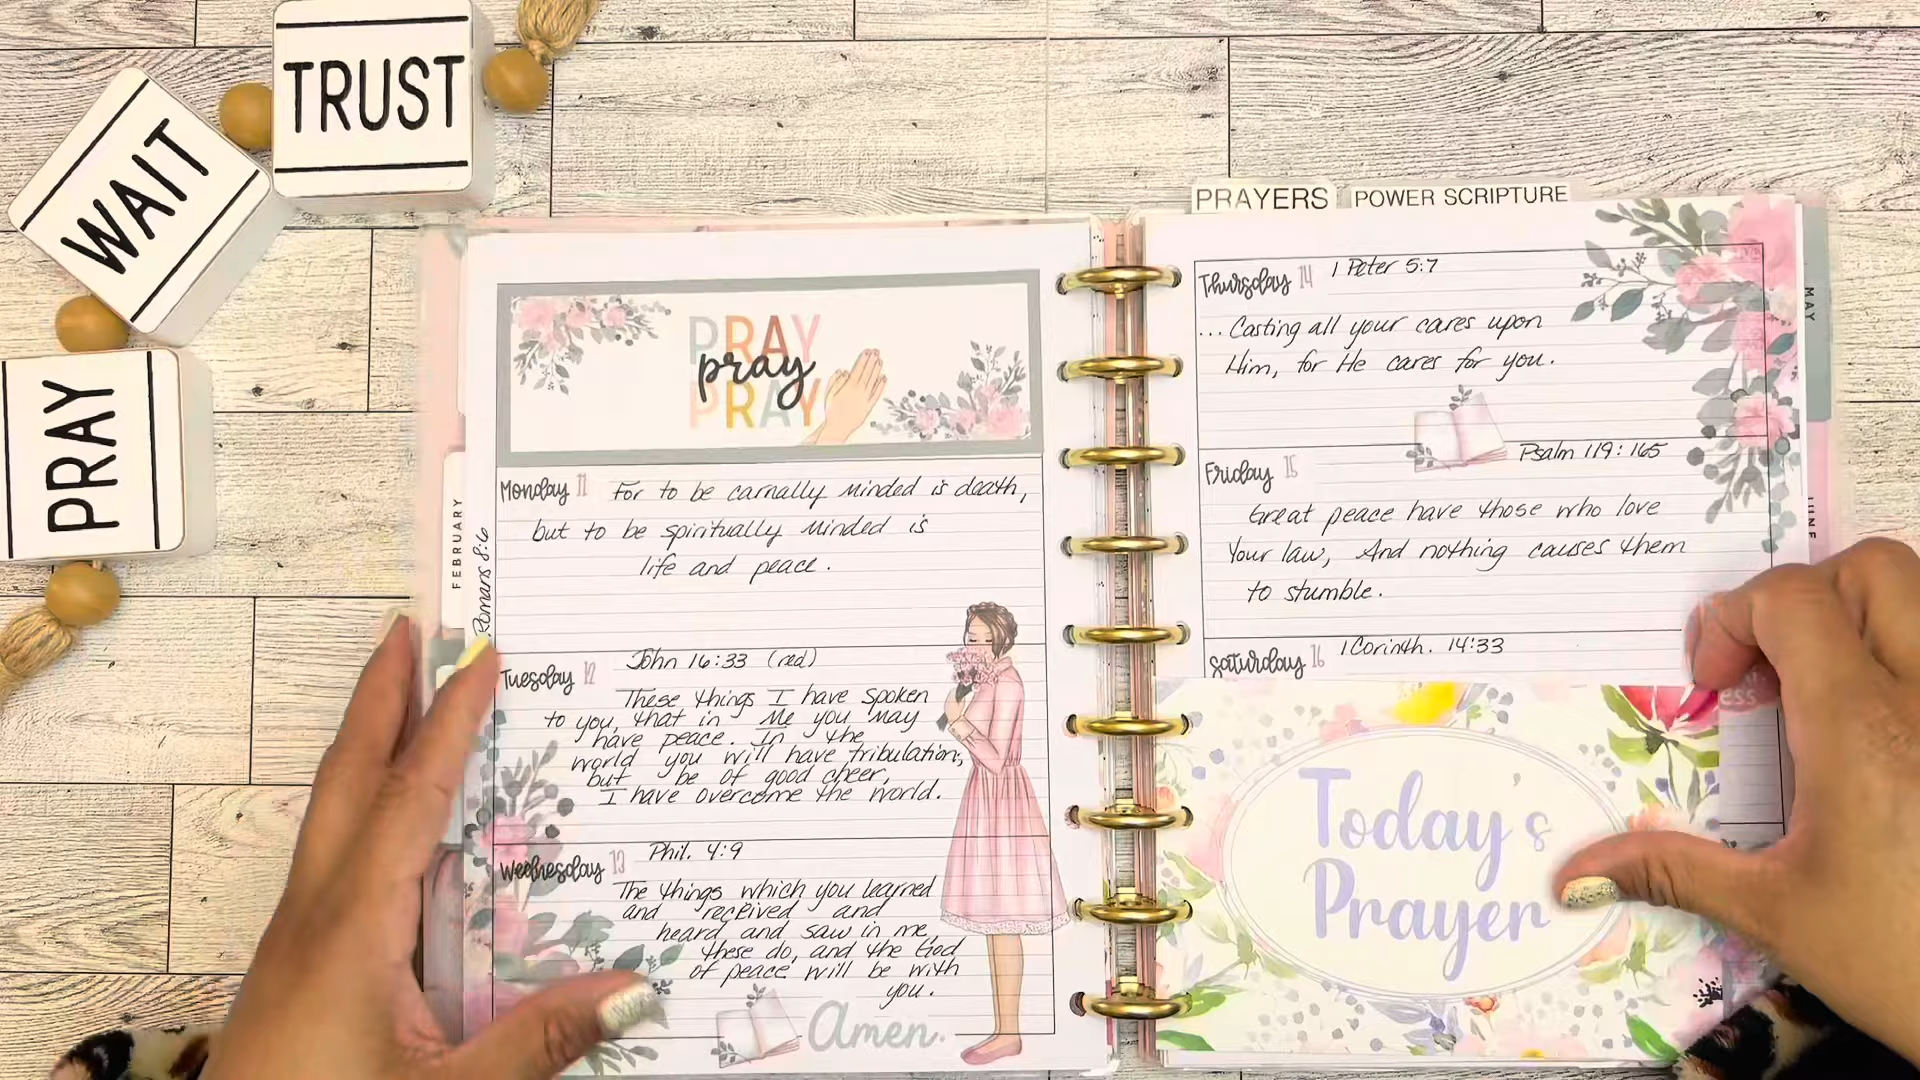 TRUST
WAIT
PRAY
PRAYERS
POWER SCRIPTURE
FEBRUARY
PRAY
pray
PRAY
Monday 11 For to be carnally minded is death,
but to be spiritually minded is
life and peace.
Romans 8:6
Tuesday 12 John 16:33 (red)
These things I have spoken
to you, that in Me you may
have peace. In the
world you will have tribulation;
but be of good cheer,
I have overcome the world.
Wednesday 13 Phil. 4:9
The things which you learned
and received and
heard and saw in me,
these do, and the God
of peace will be with
you.
Amen.
Thursday 14 1 Peter 5:7
...Casting all your cares upon
Him, for He cares for you.
Friday 15 Psalm 119:165
Great peace have those who love
Your law, And nothing causes them
to stumble.
Saturday 16 1 Corinth. 14:33
Today's
Prayer
MAY
JUNE